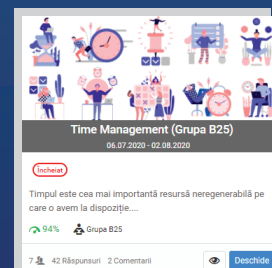 Time Management (Grupa B25)
06.07.2020 - 02.08.2020
Încheiat
Timpul este cea mai importantă resursă neregenerabilă pe
care o avem la dispoziție....
94% Grupa B25
7 42 Răspunsuri 2 Comentarii Deschide